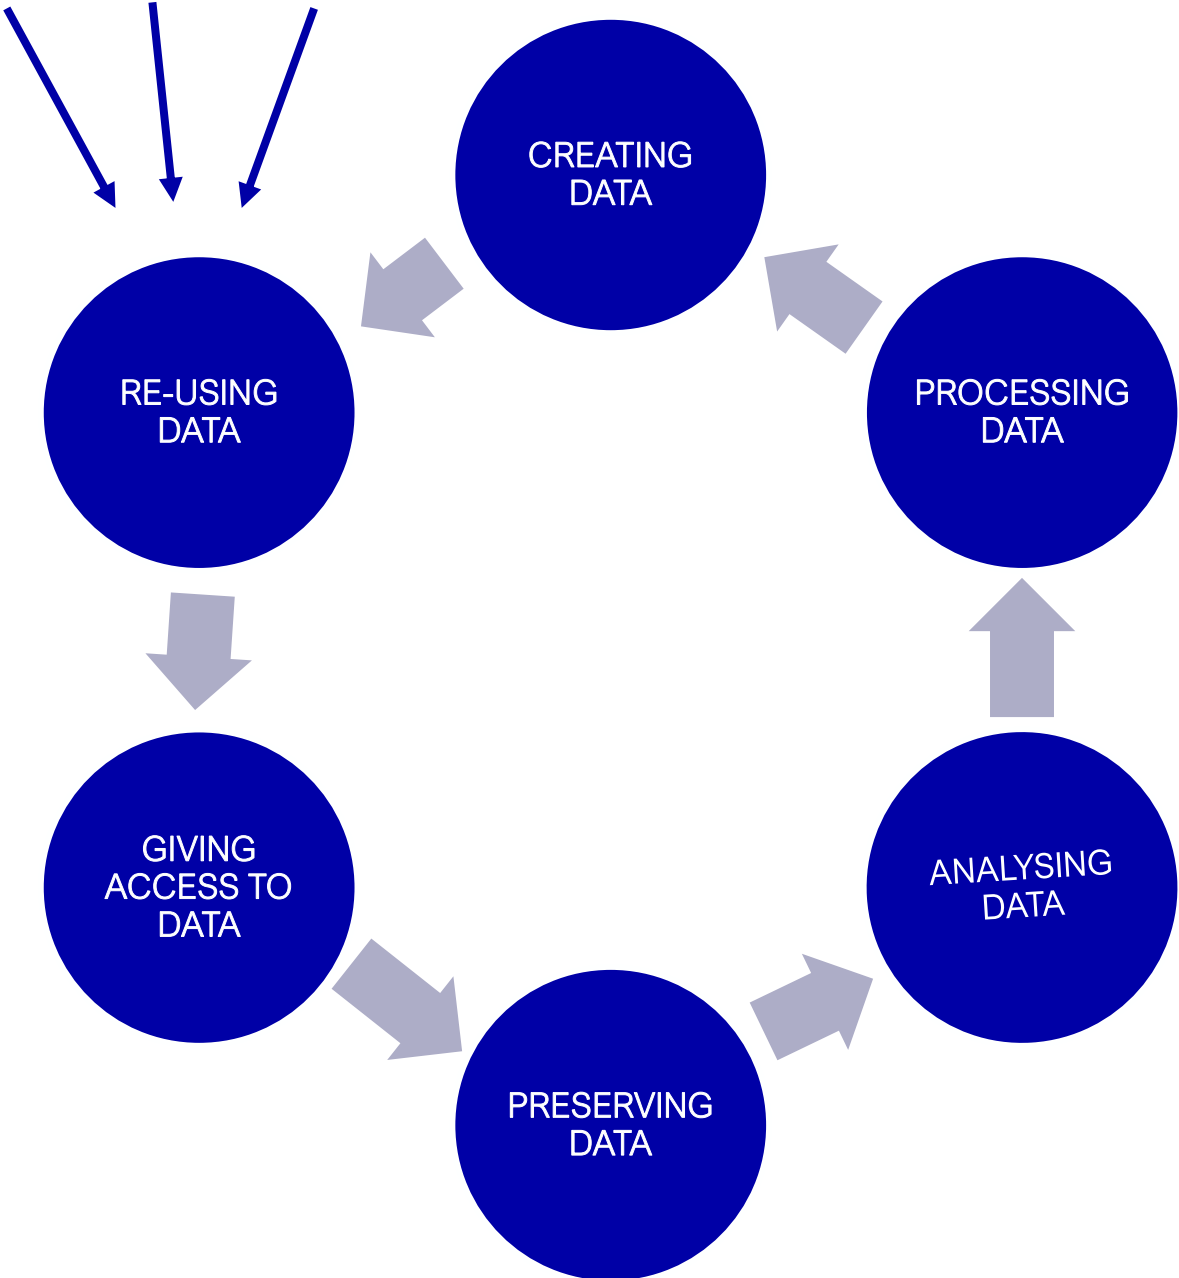 CREATING
DATA
RE-USING
DATA
PROCESSING
DATA
GIVING
ACCESS TO
DATA
ANALYSING
DATA
PRESERVING
DATA